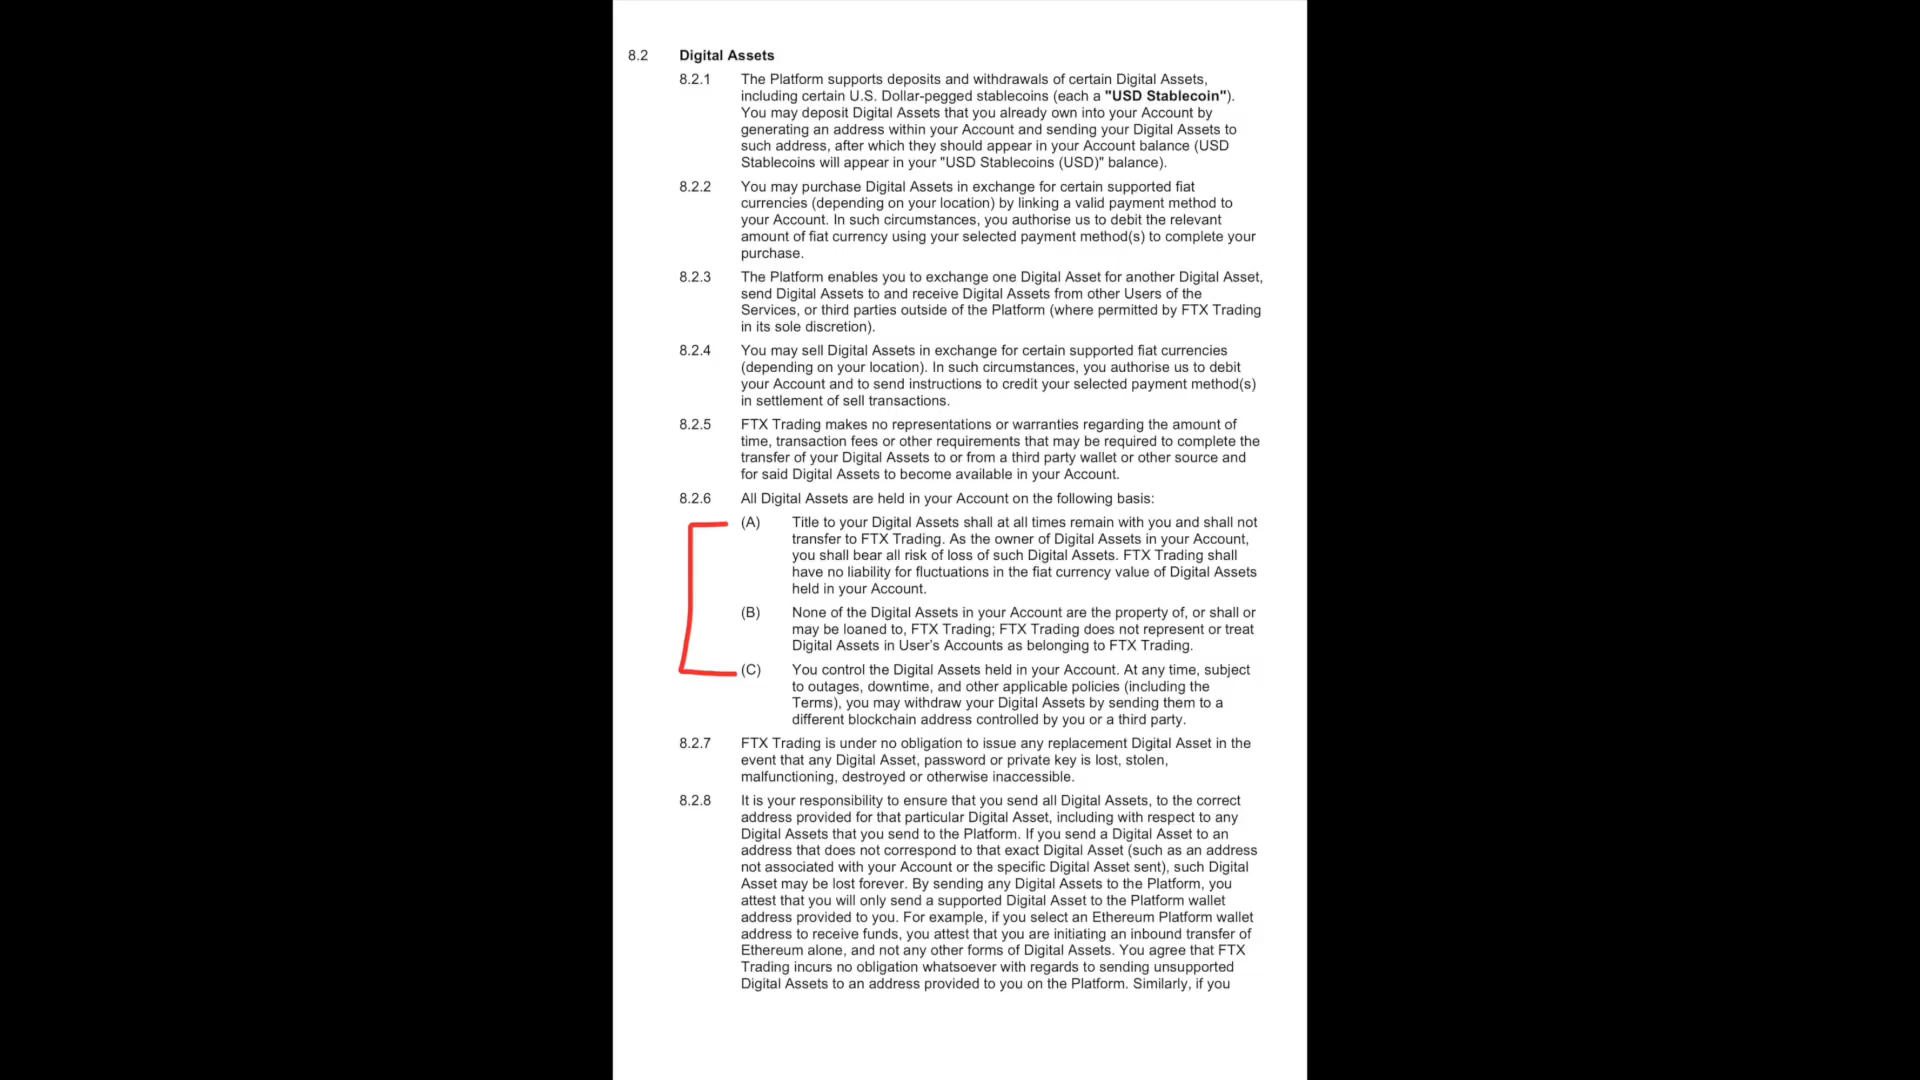 8.2 Digital Assets
8.2.1 The Platform supports deposits and withdrawals of certain Digital Assets,
including certain U.S. Dollar-pegged stablecoins (each a "USD Stablecoin").
You may deposit Digital Assets that you already own into your Account by
generating an address within your Account and sending your Digital Assets to
such address, after which they should appear in your Account balance (USD
Stablecoins will appear in your "USD Stablecoins (USD)" balance).
8.2.2 You may purchase Digital Assets in exchange for certain supported fiat
currencies (depending on your location) by linking a valid payment method to
your Account. In such circumstances, you authorise us to debit the relevant
amount of fiat currency using your selected payment method(s) to complete your
purchase.
8.2.3 The Platform enables you to exchange one Digital Asset for another Digital Asset,
send Digital Assets to and receive Digital Assets from other Users of the
Services, or third parties outside of the Platform (where permitted by FTX Trading
in its sole discretion).
8.2.4 You may sell Digital Assets in exchange for certain supported fiat currencies
(depending on your location). In such circumstances, you authorise us to debit
your Account and to send instructions to credit your selected payment method(s)
in settlement of sell transactions.
8.2.5 FTX Trading makes no representations or warranties regarding the amount of
time, transaction fees or other requirements that may be required to complete the
transfer of your Digital Assets to or from a third party wallet or other source and
for said Digital Assets to become available in your Account.
8.2.6 All Digital Assets are held in your Account on the following basis:
(A) Title to your Digital Assets shall at all times remain with you and shall not
transfer to FTX Trading. As the owner of Digital Assets in your Account,
you shall bear all risk of loss of such Digital Assets. FTX Trading shall
have no liability for fluctuations in the fiat currency value of Digital Assets
held in your Account.
(B) None of the Digital Assets in your Account are the property of, or shall or
may be loaned to, FTX Trading; FTX Trading does not represent or treat
Digital Assets in User's Accounts as belonging to FTX Trading.
(C) You control the Digital Assets held in your Account. At any time, subject
to outages, downtime, and other applicable policies (including the
Terms), you may withdraw your Digital Assets by sending them to a
different blockchain address controlled by you or a third party.
8.2.7 FTX Trading is under no obligation to issue any replacement Digital Asset in the
event that any Digital Asset, password or private key is lost, stolen,
malfunctioning, destroyed or otherwise inaccessible.
8.2.8 It is your responsibility to ensure that you send all Digital Assets, to the correct
address provided for that particular Digital Asset, including with respect to any
Digital Assets that you send to the Platform. If you send a Digital Asset to an
address that does not correspond to that exact Digital Asset (such as an address
not associated with your Account or the specific Digital Asset sent), such Digital
Asset may be lost forever. By sending any Digital Assets to the Platform, you
attest that you will only send a supported Digital Asset to the Platform wallet
address provided to you. For example, if you select an Ethereum Platform wallet
address to receive funds, you attest that you are initiating an inbound transfer of
Ethereum alone, and not any other forms of Digital Assets. You agree that FTX
Trading incurs no obligation whatsoever with regards to sending unsupported
Digital Assets to an address provided to you on the Platform. Similarly, if you